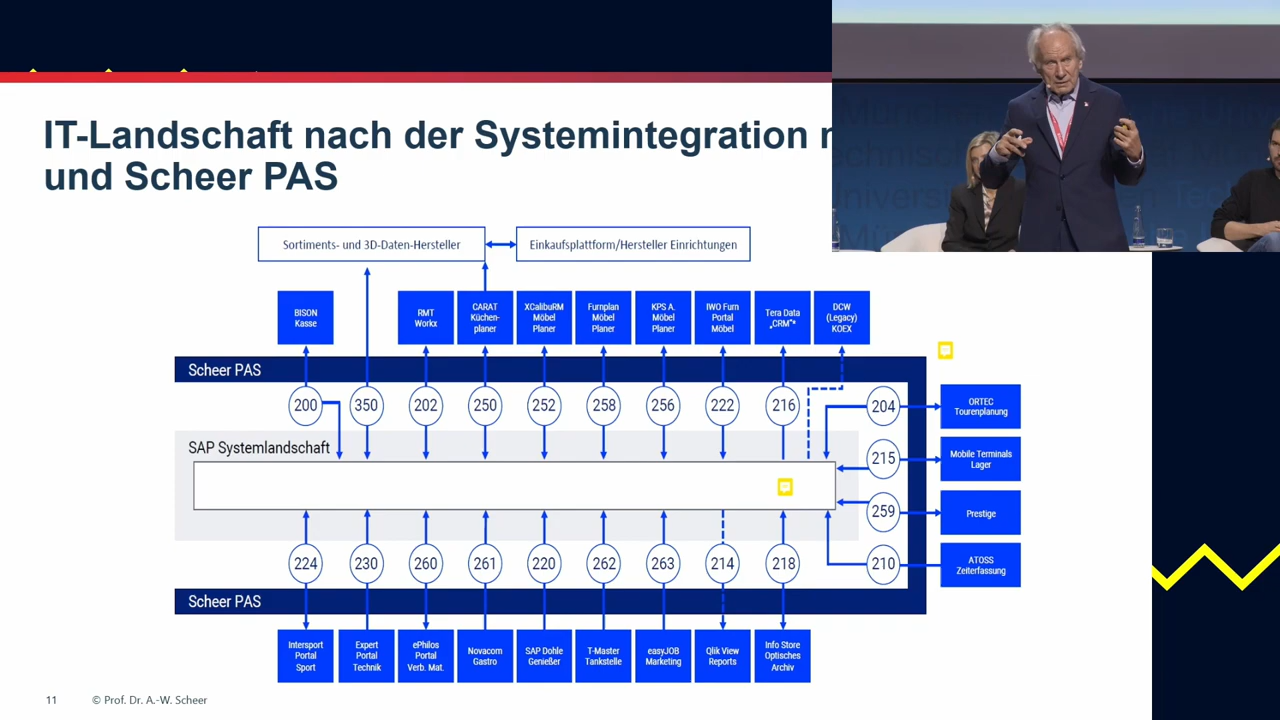 IT-Landschaft nach der Systemintegration
und Scheer PAS
Sortiments- und 3D-Daten-Hersteller
Einkaufsplattform/Hersteller Einrichtungen
BISON
Kasse
RMT
Workx
CARAT
Küchen-
planer
XCalibuRM
Möbel
Planer
Furnplan
Möbel
Planer
KPS A.
Möbel
Planer
IWO Furn
Portal
Möbel
Tera Data
„CRM"*
DCW
(Legacy)
KOEX
Scheer PAS
200
350
202
250
252
258
256
222
216
204
ORTEC
Tourenplanung
SAP Systemlandschaft
215
Mobile Terminals
Lager
259
Prestige
224
230
260
261
220
262
263
214
218
210
ATOSS
Zeiterfassung
Scheer PAS
Intersport
Portal
Sport
Expert
Portal
Technik
ePhilos
Portal
Verb. Mat.
Novacom
Gastro
SAP Dohle
Genießer
T-Master
Tankstelle
easyJOB
Marketing
Qlik View
Reports
Info Store
Optisches
Archiv
11
© Prof. Dr. A.-W. Scheer